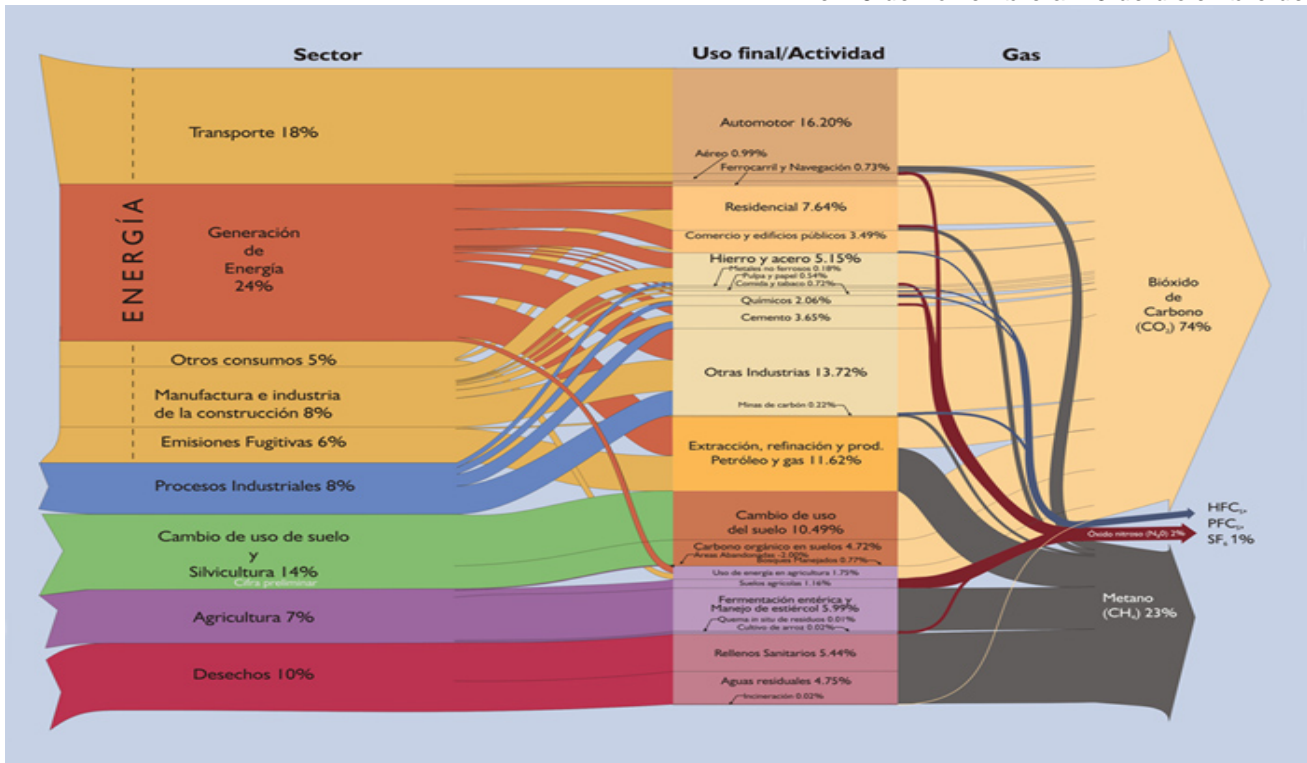 Sector
Uso final/Actividad
Gas
ENERGÍA
Transporte 18%
Generación
de
Energía
24%
Otros consumos 5%
Manufactura e industria
de la construcción 8%
Emisiones Fugitivas 6%
Procesos Industriales 8%
Cambio de uso de suelo
y
Silvicultura 14%
Cifra preliminar
Agricultura 7%
Desechos 10%
Automotor 16.20%
Aéreo 0.99%
Ferrocarril y Navegación 0.73%
Residencial 7.64%
Comercio y edificios públicos 3.49%
Hierro y acero 5.15%
Metales no ferrosos 0.18%
Pulpa y papel 0.54%
Comida y tabaco 0.72%
Químicos 2.06%
Cemento 3.65%
Otras Industrias 13.72%
Minas de carbón 0.22%
Extracción, refinación y prod.
Petróleo y gas 11.62%
Cambio de uso
del suelo 10.49%
Carbono orgánico en suelos 4.72%
Áreas Abandonadas -2.00%
Bosques Manejados 0.77%
Uso de energía en agricultura 1.75%
Suelos agrícolas 1.16%
Fermentación entérica y
Manejo de estiércol 5.99%
Quema in situ de residuos 0.01%
Cultivo de arroz 0.02%
Rellenos Sanitarios 5.44%
Aguas residuales 4.75%
Incineración 0.02%
Bióxido
de
Carbono
(CO₂) 74%
HFCs,
PFCs,
SF₆ 1%
Oxido nitroso (N₂0) 2%
Metano
(CH₄) 23%